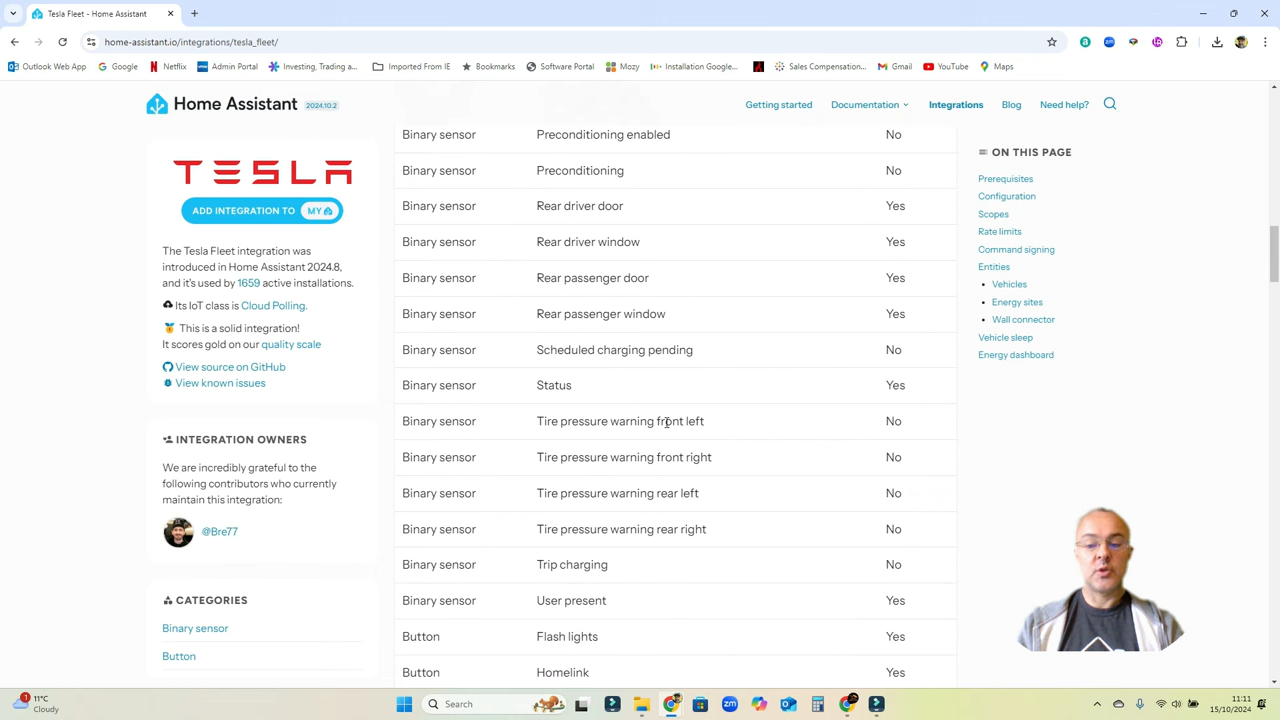 Tesla Fleet - Home Assistant
home-assistant.io/integrations/tesla_fleet/
Outlook Web App
Google
Netflix
Admin Portal
Investing, Trading a...
Imported From IE
Bookmarks
Software Portal
Mozy
Installation Googl...
Sales Compensation...
Gmail
YouTube
Maps
Home Assistant 2024.10.2
Getting started
Documentation
Integrations
Blog
Need help?
TESLA
ADD INTEGRATION TO MY
The Tesla Fleet integration was
introduced in Home Assistant 2024.8,
and it's used by 1659 active installations.
Its IoT class is Cloud Polling.
This is a solid integration!
It scores gold on our quality scale
View source on GitHub
View known issues
INTEGRATION OWNERS
We are incredibly grateful to the
following contributors who currently
maintain this integration:
@Bre77
CATEGORIES
Binary sensor
Button
Binary sensor Preconditioning enabled No
Binary sensor Preconditioning No
Binary sensor Rear driver door Yes
Binary sensor Rear driver window Yes
Binary sensor Rear passenger door Yes
Binary sensor Rear passenger window Yes
Binary sensor Scheduled charging pending No
Binary sensor Status Yes
Binary sensor Tire pressure warning front left No
Binary sensor Tire pressure warning front right No
Binary sensor Tire pressure warning rear left No
Binary sensor Tire pressure warning rear right No
Binary sensor Trip charging No
Binary sensor User present Yes
Button Flash lights Yes
Button Homelink Yes
ON THIS PAGE
Prerequisites
Configuration
Scopes
Rate limits
Command signing
Entities
Vehicles
Energy sites
Wall connector
Vehicle sleep
Energy dashboard
11°C
Cloudy
Search
11:11
15/10/2024